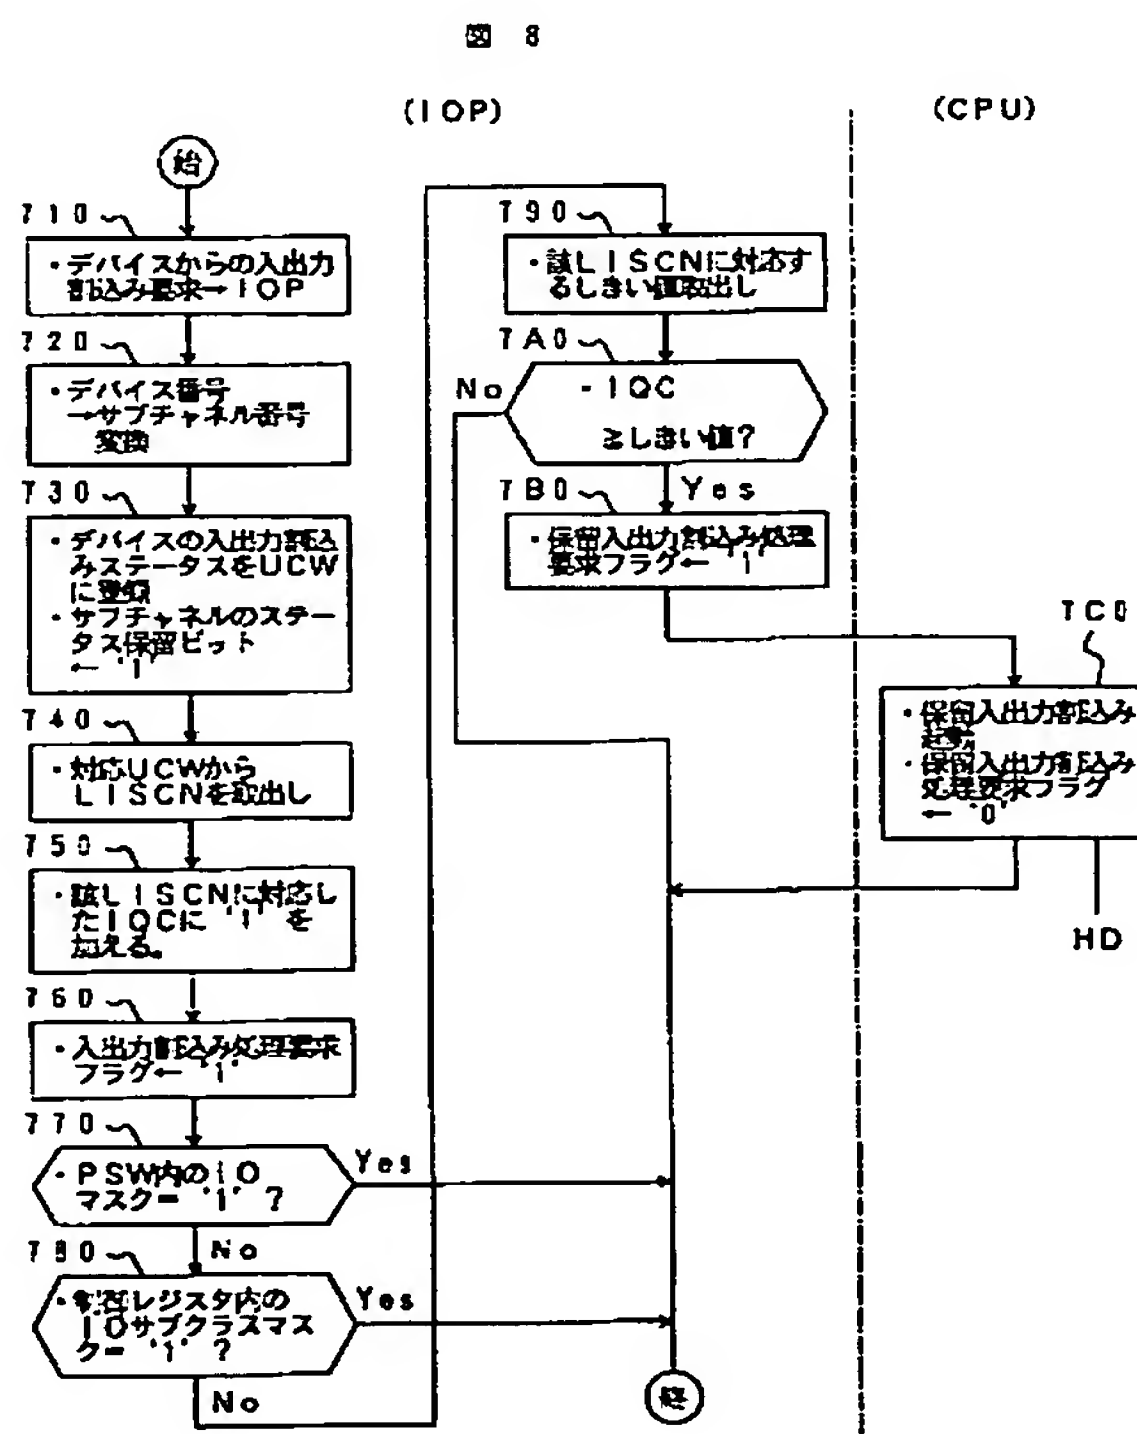 図 8
(IOP)
(CPU)
始
710
・デバイスからの入出力
割込み要求→IOP
720
・デバイス番号
→サブチャネル番号
変換
730
・デバイスの入出力割込
みステータスをUCW
に登録
・サブチャネルのステー
タス保留ビット
← '1'
740
・対応UCWから
LISCNを取出し
750
・該LISCNに対応し
たIQCに '1' を
加える。
760
・入出力割込み処理要求
フラグ← '1'
770
・PSW内のIO
マスク= '1' ?
Yes
No
780
・制御レジスタ内の
IOサブクラスマス
ク= '1' ?
Yes
No
790
・該LISCNに対応す
るしきい値取出し
7A0
・IQC
≧しきい値?
No
Yes
7B0
・保留入出力割込み処理
要求フラグ← '1'
7C0
・保留入出力割込み
起動
・保留入出力割込み
処理要求フラグ
← '0'
HD
終